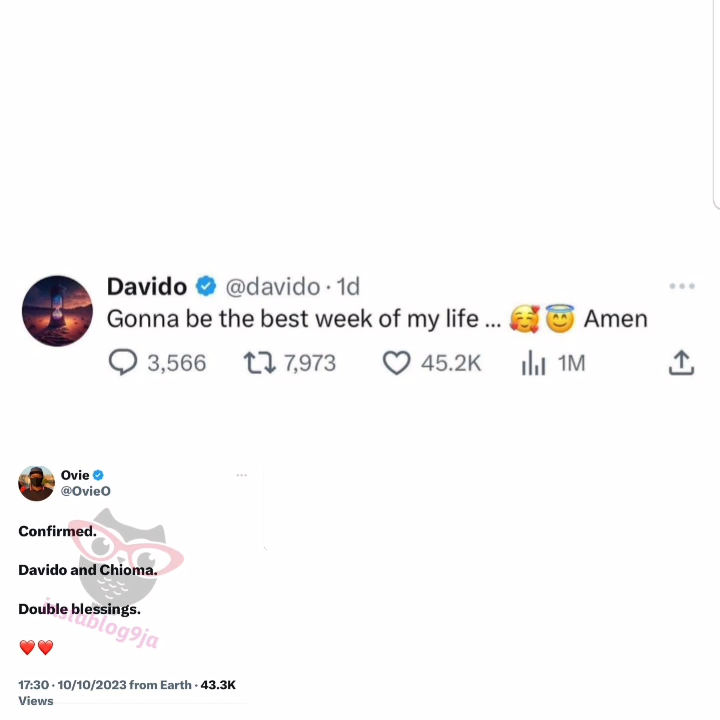 Davido @davido · 1d
Gonna be the best week of my life ... 🥰 😇 Amen
3,566 7,973 45.2K 1M
Ovie
@OvieO
Confirmed.
Davido and Chioma.
Double blessings.
❤️❤️
instablog9ja
17:30 · 10/10/2023 from Earth · 43.3K
Views